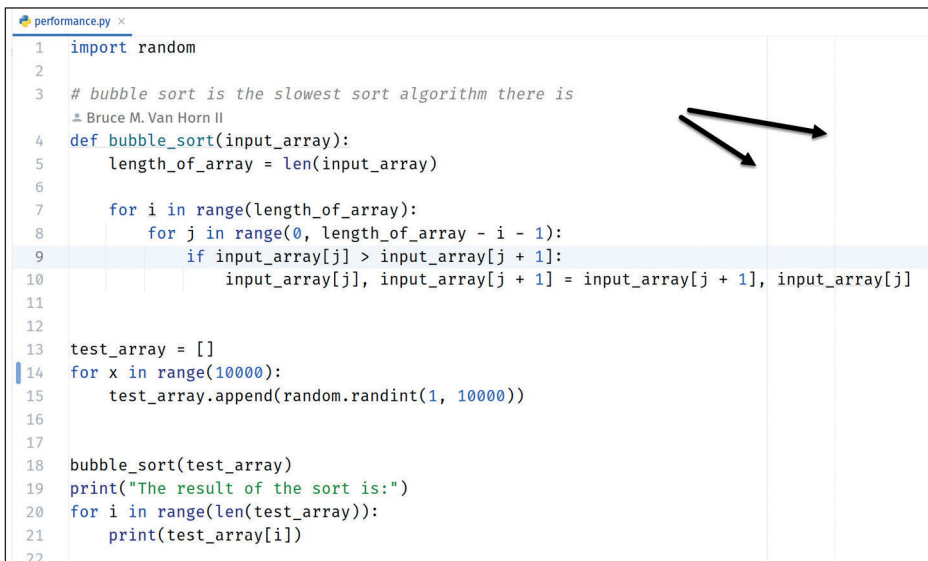 performance.py ×
1 import random
2
3 # bubble sort is the slowest sort algorithm there is
Bruce M. Van Horn II
4 def bubble_sort(input_array):
5     length_of_array = len(input_array)
6
7     for i in range(length_of_array):
8         for j in range(0, length_of_array - i - 1):
9             if input_array[j] > input_array[j + 1]:
10                 input_array[j], input_array[j + 1] = input_array[j + 1], input_array[j]
11
12
13 test_array = []
14 for x in range(10000):
15     test_array.append(random.randint(1, 10000))
16
17
18 bubble_sort(test_array)
19 print("The result of the sort is:")
20 for i in range(len(test_array)):
21     print(test_array[i])
22